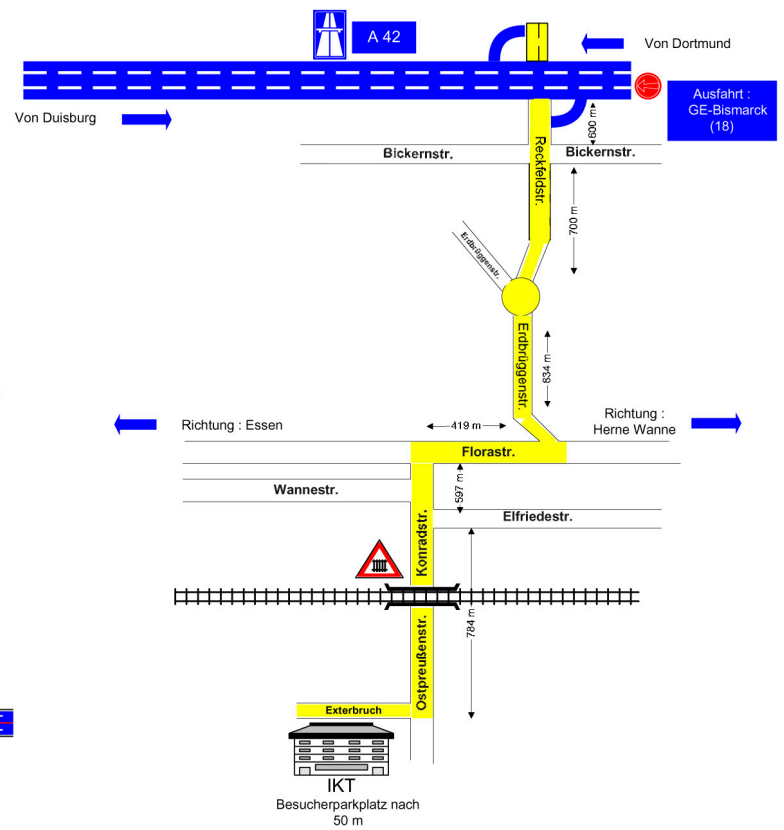 A 42
Von Dortmund
Von Duisburg
Ausfahrt :
GE-Bismarck
(18)
600 m
Bickernstr.
Bickernstr.
Reckfeldstr.
700 m
Erdbrüggenstr.
Erdbrüggenstr.
634 m
Richtung : Essen
419 m
Richtung :
Herne Wanne
Florastr.
Wannestr.
597 m
Elfriedestr.
Konradstr.
784 m
Ostpreußenstr.
Exterbruch
IKT
Besucherparkplatz nach
50 m